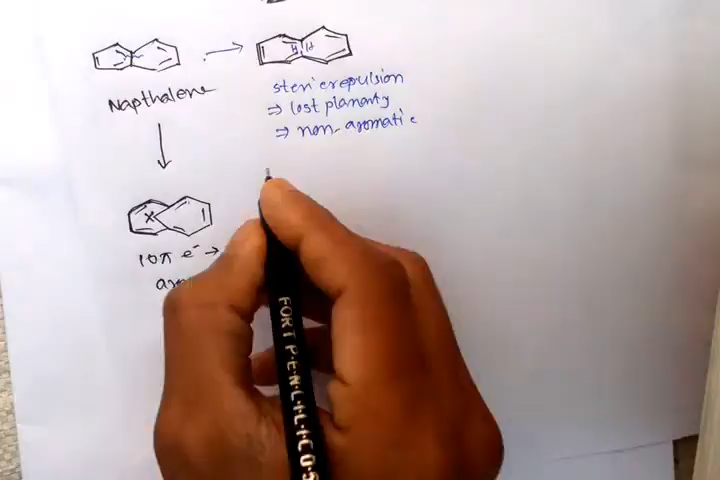 H H
Napthalene
steric repulsion
⇒ lost planarity
⇒ non-aromatic
X
10π e⁻ →
FORT PENCIL CO